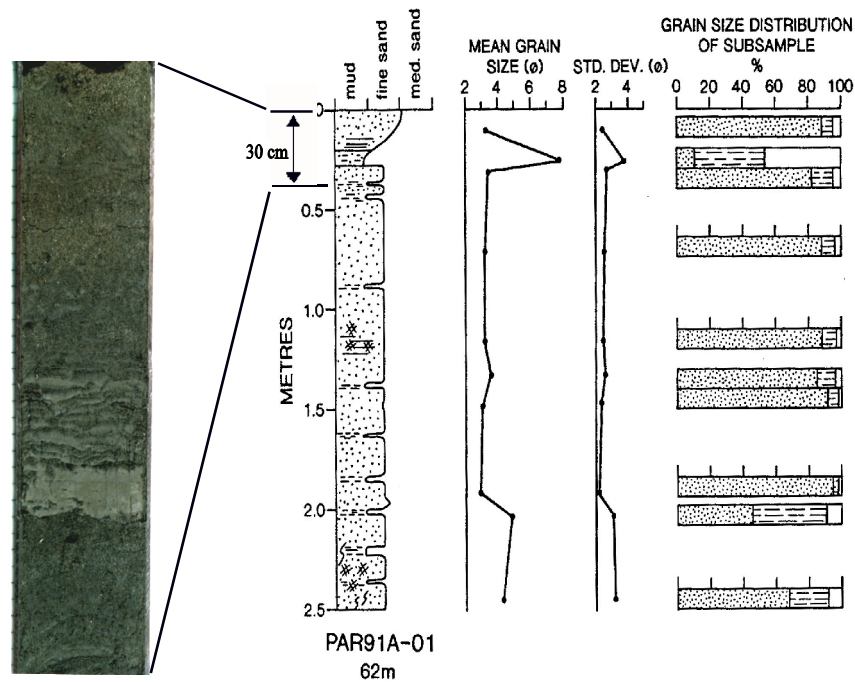 mud
fine sand
med. sand
MEAN GRAIN
SIZE (ø)
2 4 6 8
STD. DEV. (ø)
2 4
GRAIN SIZE DISTRIBUTION
OF SUBSAMPLE
%
0 20 40 60 80 100
0
30 cm
0.5
1.0
METRES
1.5
2.0
2.5
PAR91A-01
62m